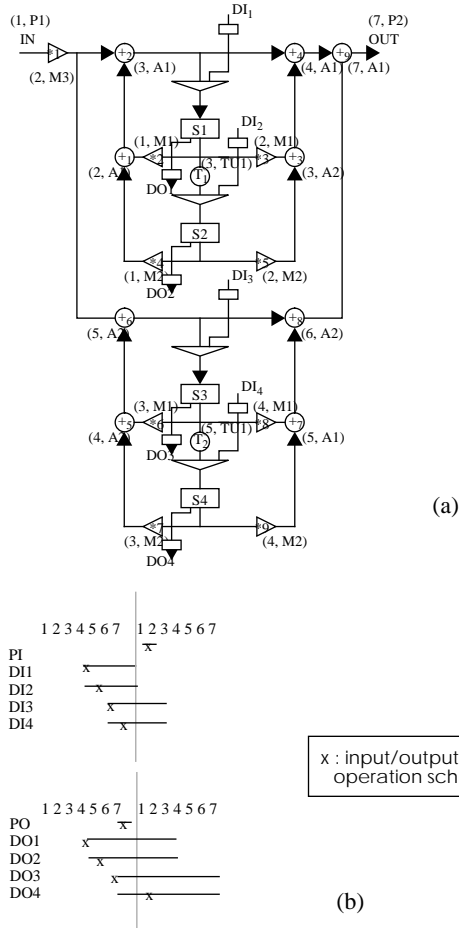 DI1
(1, P1)
(7, P2)
IN
OUT
*1
+2
+4
+9
(2, M3)
(3, A1)
(4, A1)
(7, A1)
S1
DI2
(1, M1)
(2, M1)
+1
*2
(3, TU1)
*3
+3
(2, A2)
DO1
T1
(3, A2)
S2
*4
*5
(1, M2)
(2, M2)
DO2
DI3
+6
+8
(5, A2)
(6, A2)
S3
DI4
(3, M1)
(4, M1)
+5
*6
(5, TU1)
*8
+7
(4, A2)
DO3
T2
(5, A1)
S4
(a)
*7
*9
(3, M2)
(4, M2)
DO4
1 2 3 4 5 6 7 1 2 3 4 5 6 7
PI x
DI1 x
DI2 x
DI3 x
DI4 x
x : input/output
operation sch
1 2 3 4 5 6 7 1 2 3 4 5 6 7
PO x
DO1 x
DO2 x
DO3 x
DO4 x
(b)